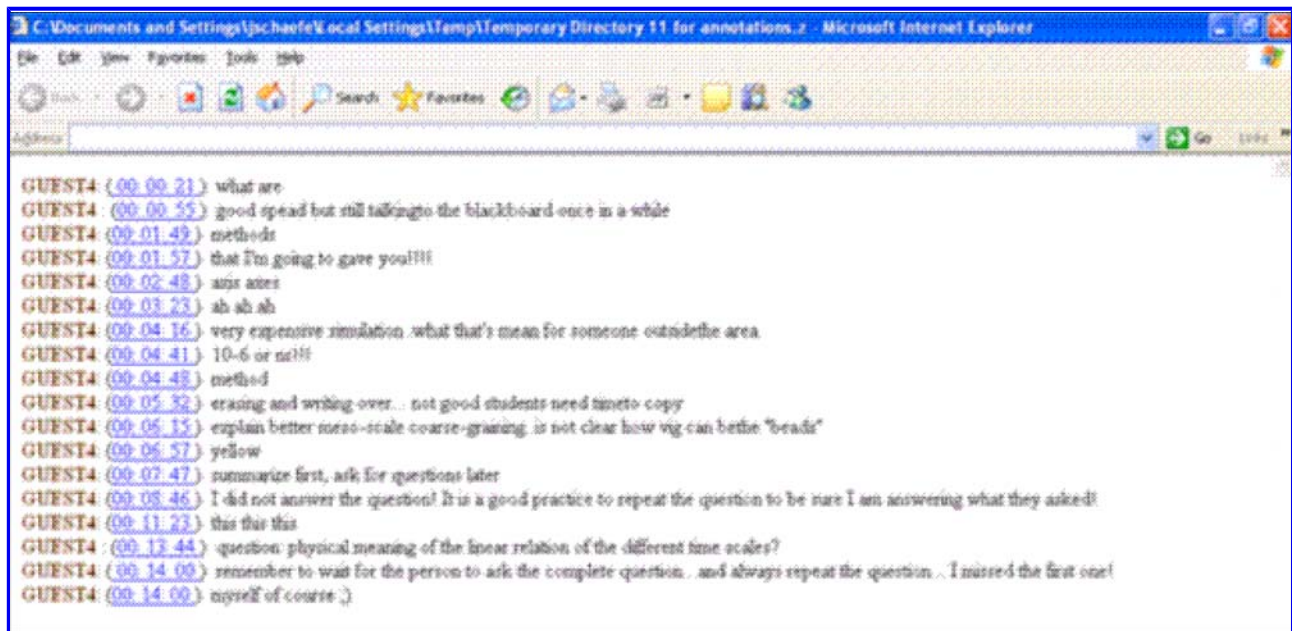 C:\Documents and Settings\jschaefe\Local Settings\Temp\Temporary Directory 11 for annotations.z - Microsoft Internet Explorer
File Edit View Favorites Tools Help
Back Search Favorites
Address Go Links »
GUEST4: (00: 00: 21): what are
GUEST4 : (00: 00: 55): good spead but still talkingto the blackboard once in a while
GUEST4: (00: 01: 49): methods
GUEST4: (00: 01: 57): that I'm going to gave you!!!!
GUEST4: (00: 02: 48): axis axes
GUEST4: (00: 03: 23): ah ah ah
GUEST4: (00: 04: 16): very expensive simulation..what that's mean for someone outsidethe area
GUEST4: (00: 04: 41): 10-6 or ns!!!
GUEST4: (00: 04: 48): method
GUEST4: (00: 05: 32): erasing and writing over... not good students need timeto copy
GUEST4: (00: 06: 15): explain better meso-scale coarse-graining. is not clear how big can bethe "beads"
GUEST4: (00: 06: 57): yellow
GUEST4: (00: 07: 47): summarize first, ask for questions later
GUEST4: (00: 08: 46): I did not answer the question! It is a good practice to repeat the question to be sure I am answering what they asked!
GUEST4: (00: 11: 23): this this this
GUEST4 : (00: 13: 44): question: physical meaning of the linear relation of the different time scales?
GUEST4: (00: 14: 00): remember to wait for the person to ask the complete question...and always repeat the question... I missed the first one!
GUEST4: (00: 14: 00): myself of course ;)